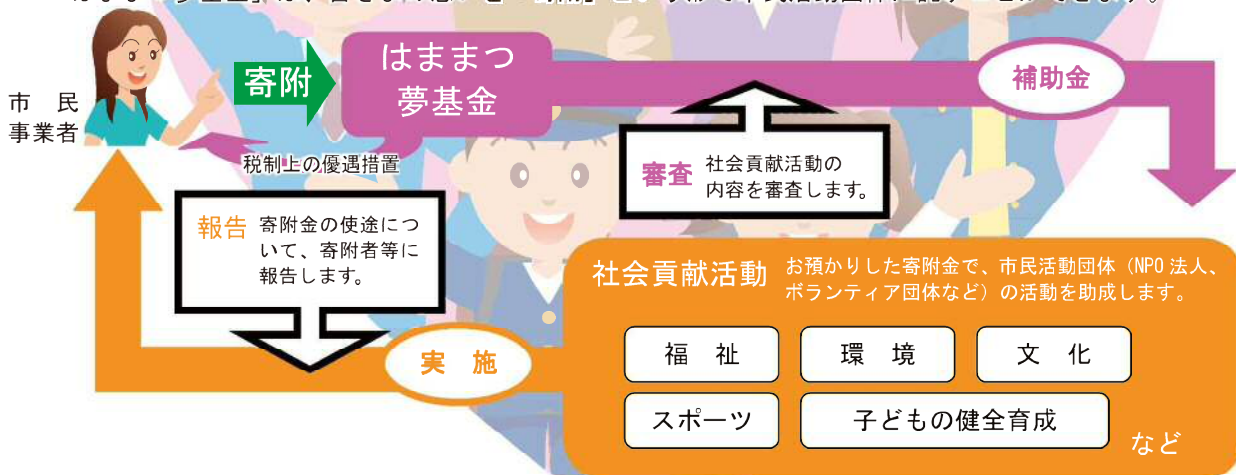 市　民
事業者
寄附
はままつ
夢基金
補助金
税制上の優遇措置
審査 社会貢献活動の
内容を審査します。
報告 寄附金の使途につ
いて、寄附者等に
報告します。
社会貢献活動 お預かりした寄附金で、市民活動団体（NPO 法人、
ボランティア団体など）の活動を助成します。
実　施
福　祉
環　境
文　化
スポーツ
子どもの健全育成
など